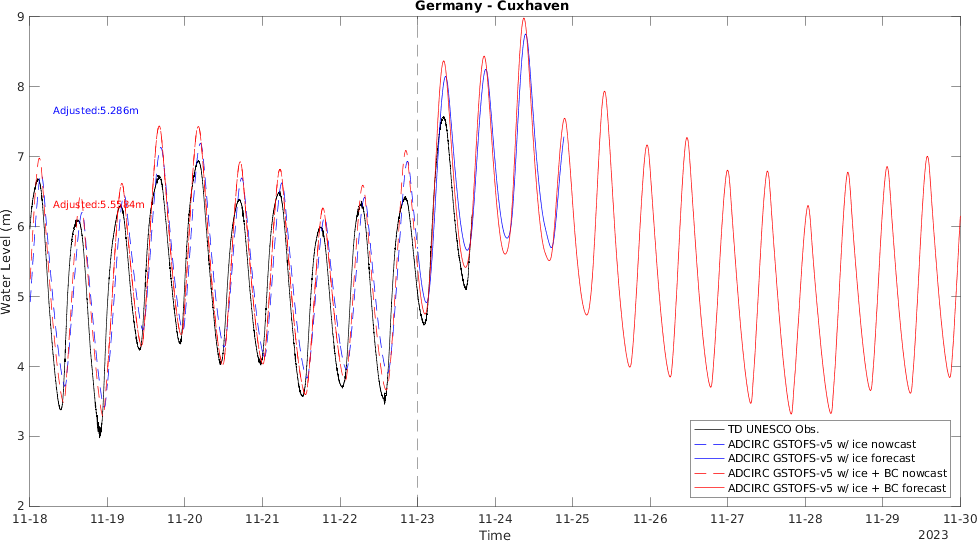 Germany - Cuxhaven
9
8
7
6
5
4
3
2
Water Level (m)
Adjusted:5.286m
TD UNESCO Obs.
ADCIRC GSTOFS-v5 w/ ice nowcast
ADCIRC GSTOFS-v5 w/ ice forecast
ADCIRC GSTOFS-v5 w/ ice + BC nowcast
ADCIRC GSTOFS-v5 w/ ice + BC forecast
11-18 11-19 11-20 11-21 11-22 11-23 11-24 11-25 11-26 11-27 11-28 11-29 11-30
Time
2023